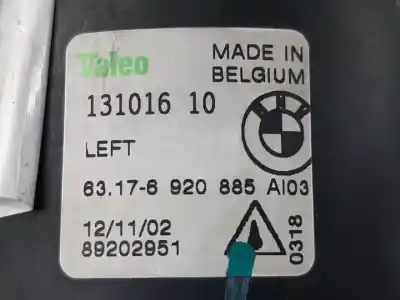 Valeo
MADE IN
BELGIUM
131016 10
LEFT
63.17-6 920 885 AI03
12/11/02
89202951
0318